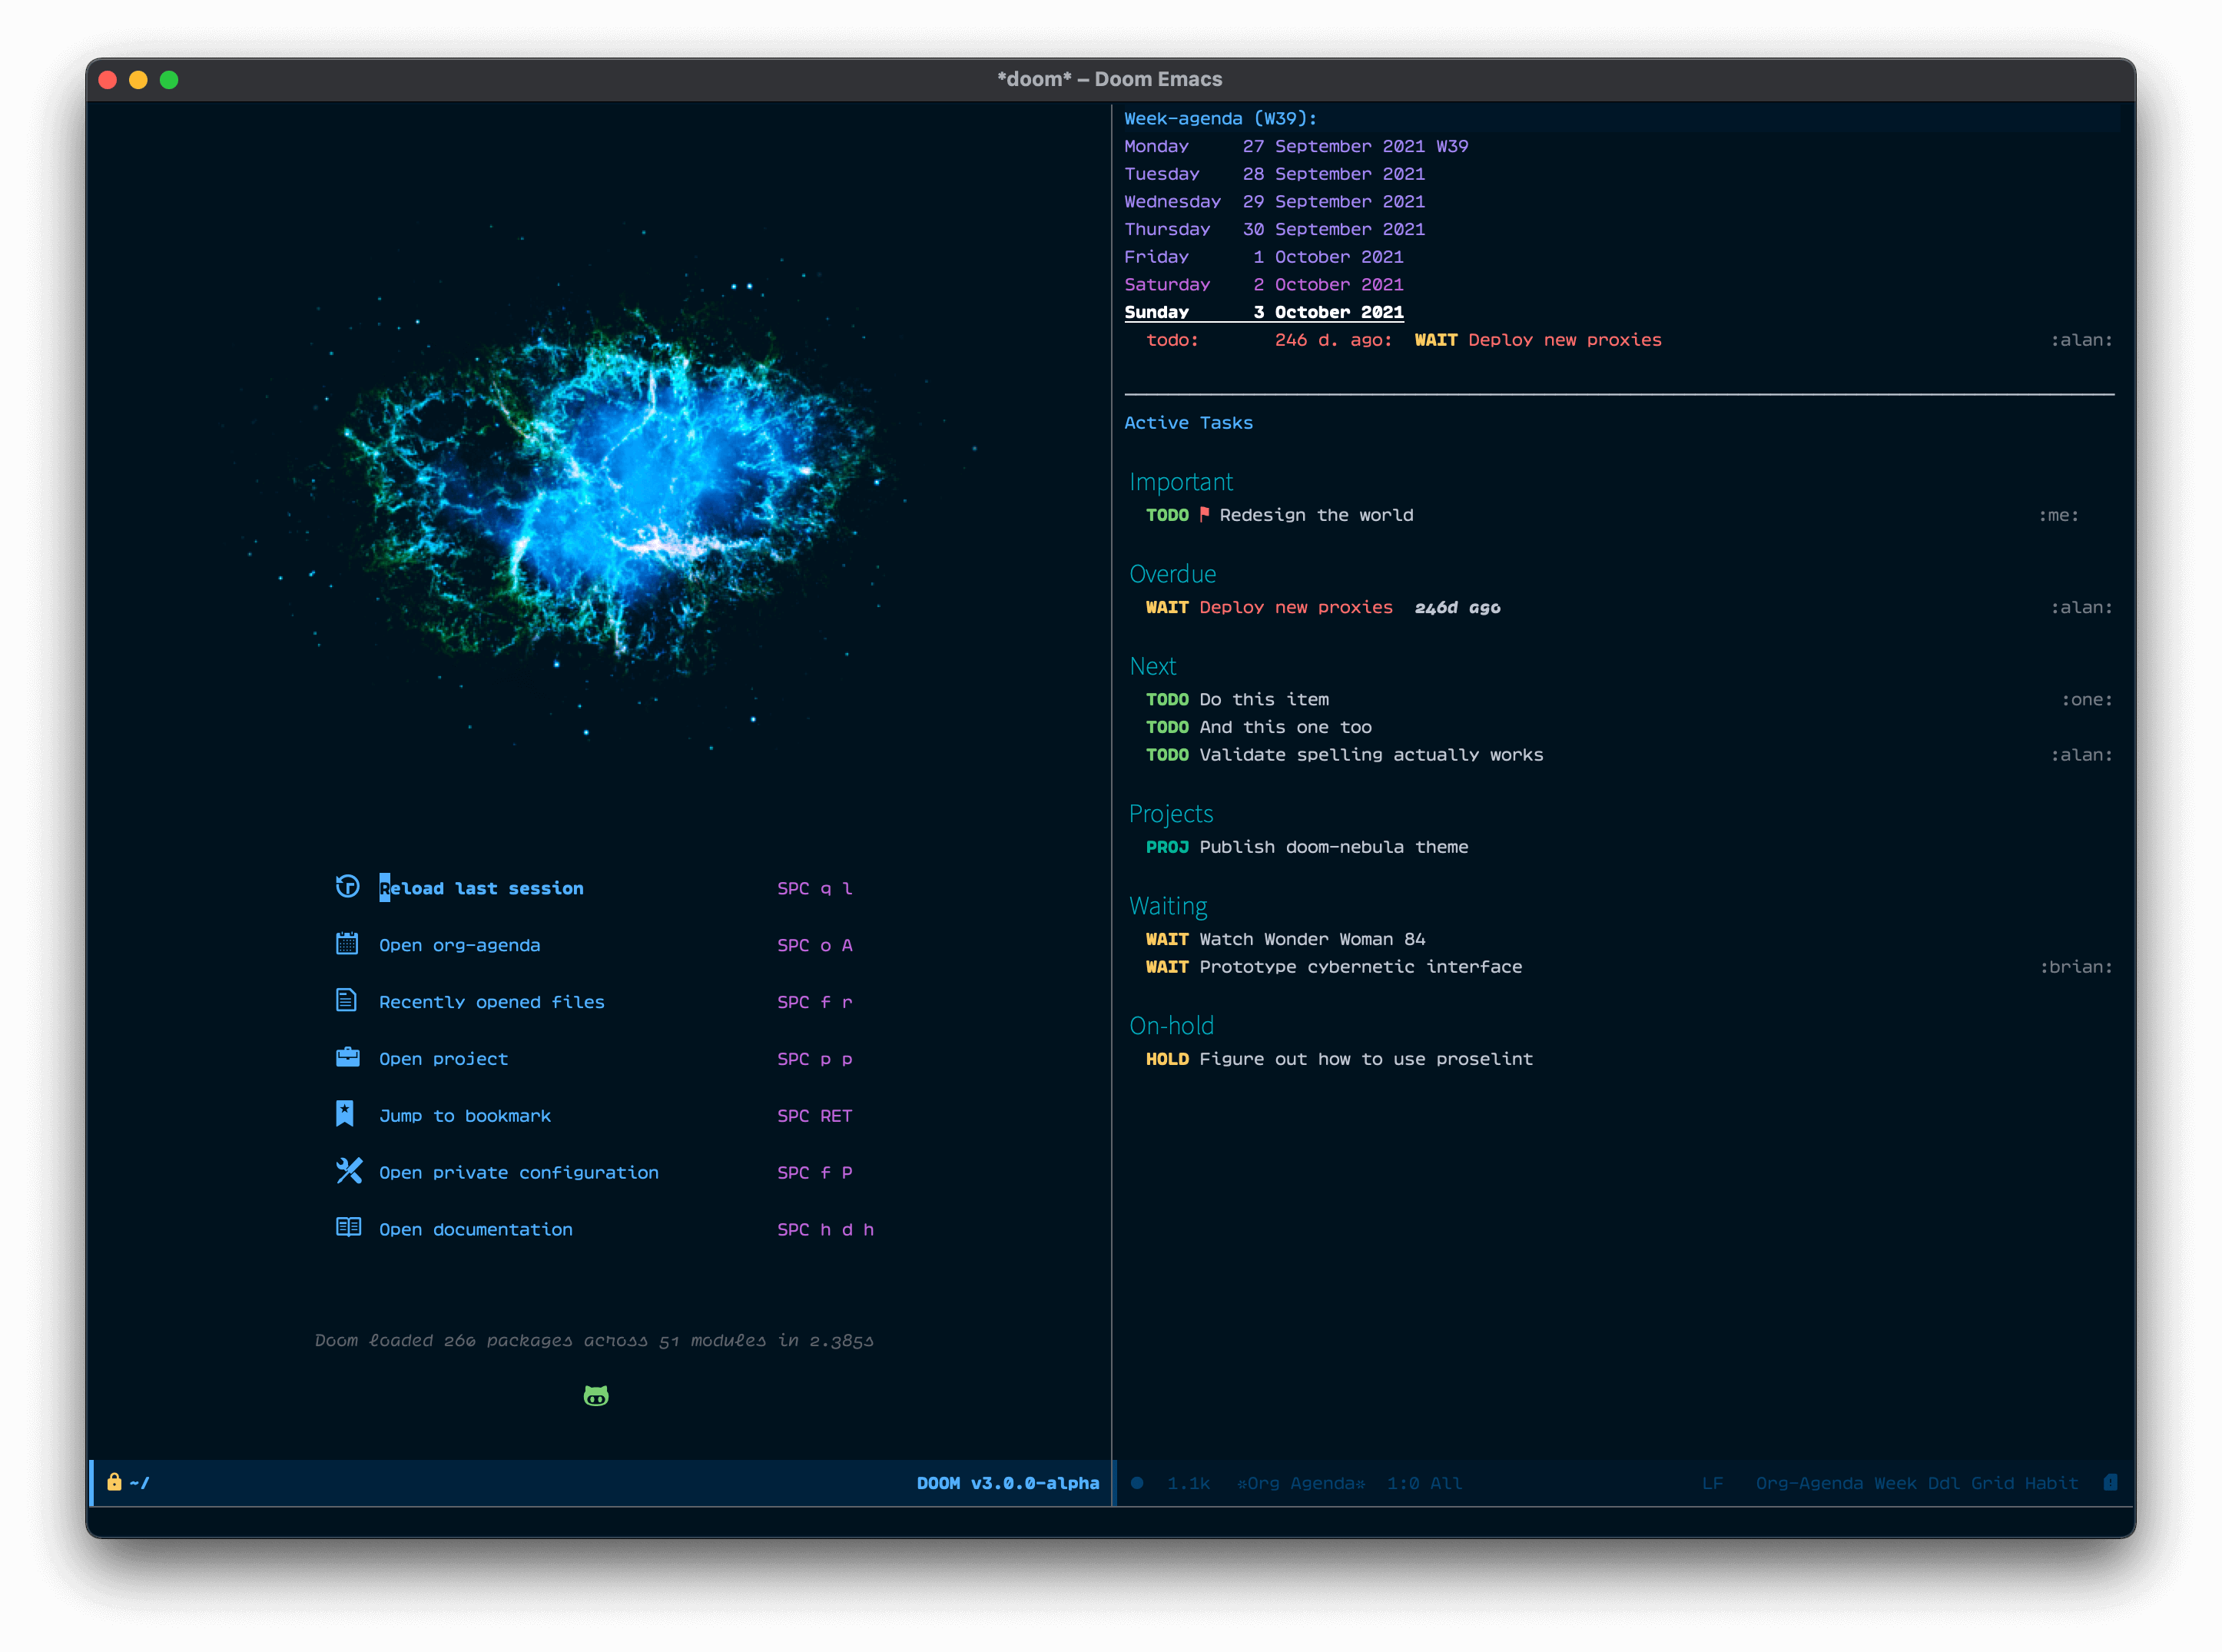 *doom* – Doom Emacs
Reload last session SPC q l
Open org-agenda SPC o A
Recently opened files SPC f r
Open project SPC p p
Jump to bookmark SPC RET
Open private configuration SPC f P
Open documentation SPC h d h
Doom loaded 260 packages across 51 modules in 2.385s
~/ DOOM v3.0.0-alpha
Week-agenda (W39):
Monday 27 September 2021 W39
Tuesday 28 September 2021
Wednesday 29 September 2021
Thursday 30 September 2021
Friday 1 October 2021
Saturday 2 October 2021
Sunday 3 October 2021
todo: 246 d. ago: WAIT Deploy new proxies :alan:
Active Tasks
Important
TODO Redesign the world :me:
Overdue
WAIT Deploy new proxies 246d ago :alan:
Next
TODO Do this item :one:
TODO And this one too
TODO Validate spelling actually works :alan:
Projects
PROJ Publish doom-nebula theme
Waiting
WAIT Watch Wonder Woman 84
WAIT Prototype cybernetic interface :brian:
On-hold
HOLD Figure out how to use proselint
1.1k *Org Agenda* 1:0 All LF Org-Agenda Week Ddl Grid Habit